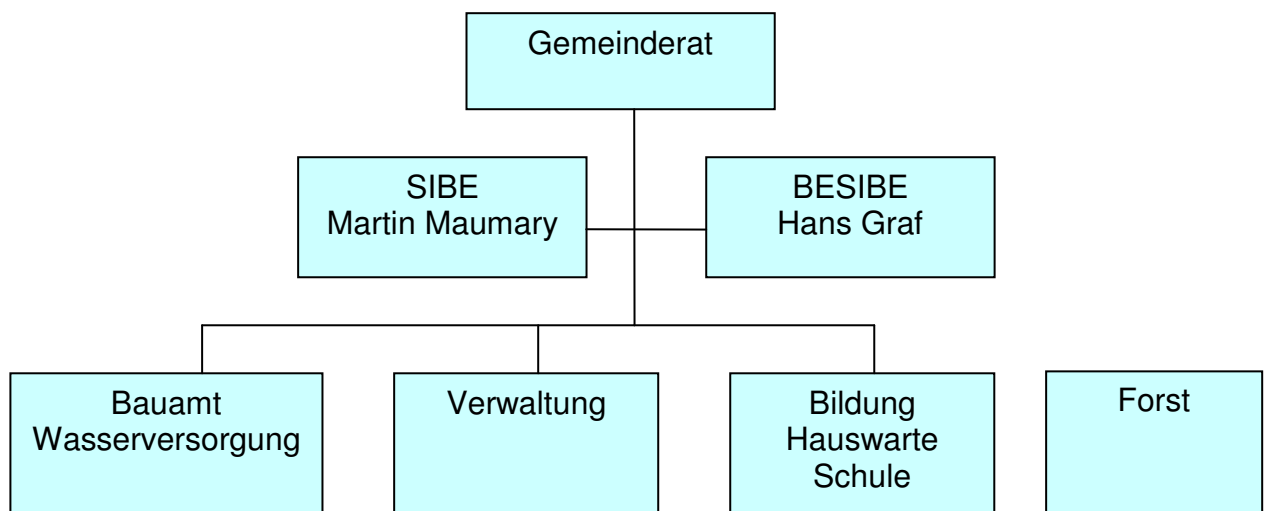 Gemeinderat
SIBE
Martin Maumary
BESIBE
Hans Graf
Bauamt
Wasserversorgung
Verwaltung
Bildung
Hauswarte
Schule
Forst